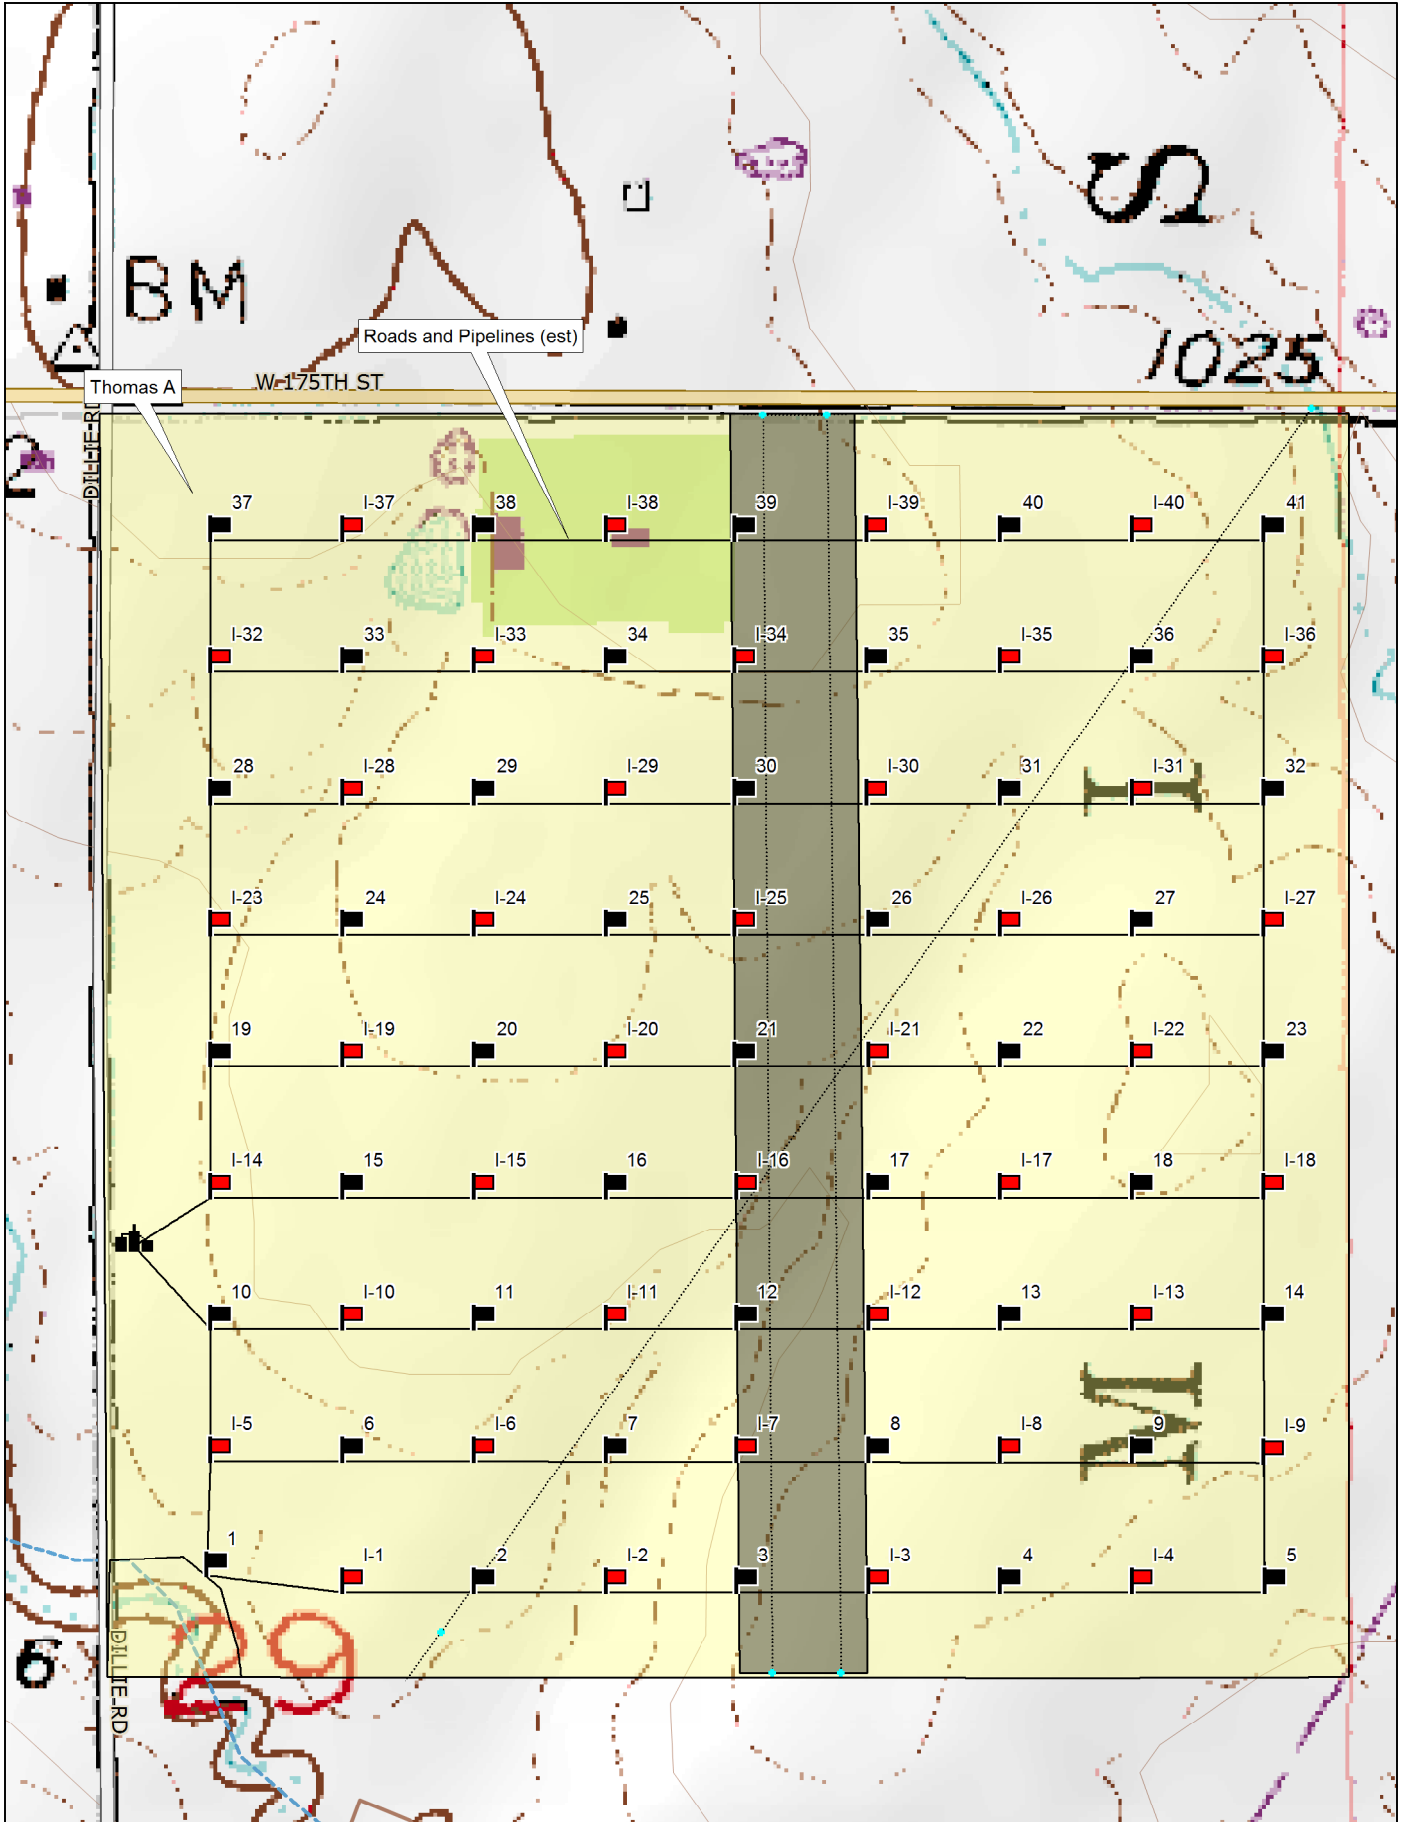 S
BM
1025
Roads and Pipelines (est)
Thomas A
W 175TH ST
DILLIE-RD
2
37 I-37 38 I-38 39 I-39 40 I-40 41
I-32 33 I-33 34 I-34 35 I-35 36 I-36
28 I-28 29 I-29 30 I-30 31 I-31 32
I
I-23 24 I-24 25 I-25 26 I-26 27 I-27
19 I-19 20 I-20 21 I-21 22 I-22 23
I-14 15 I-15 16 I-16 17 I-17 18 I-18
10 I-10 11 I-11 12 I-12 13 I-13 14
M
I-5 6 I-6 7 I-7 8 I-8 9 I-9
1 I-1 2 I-2 3 I-3 4 I-4 5
29
6
DILLIE-RD